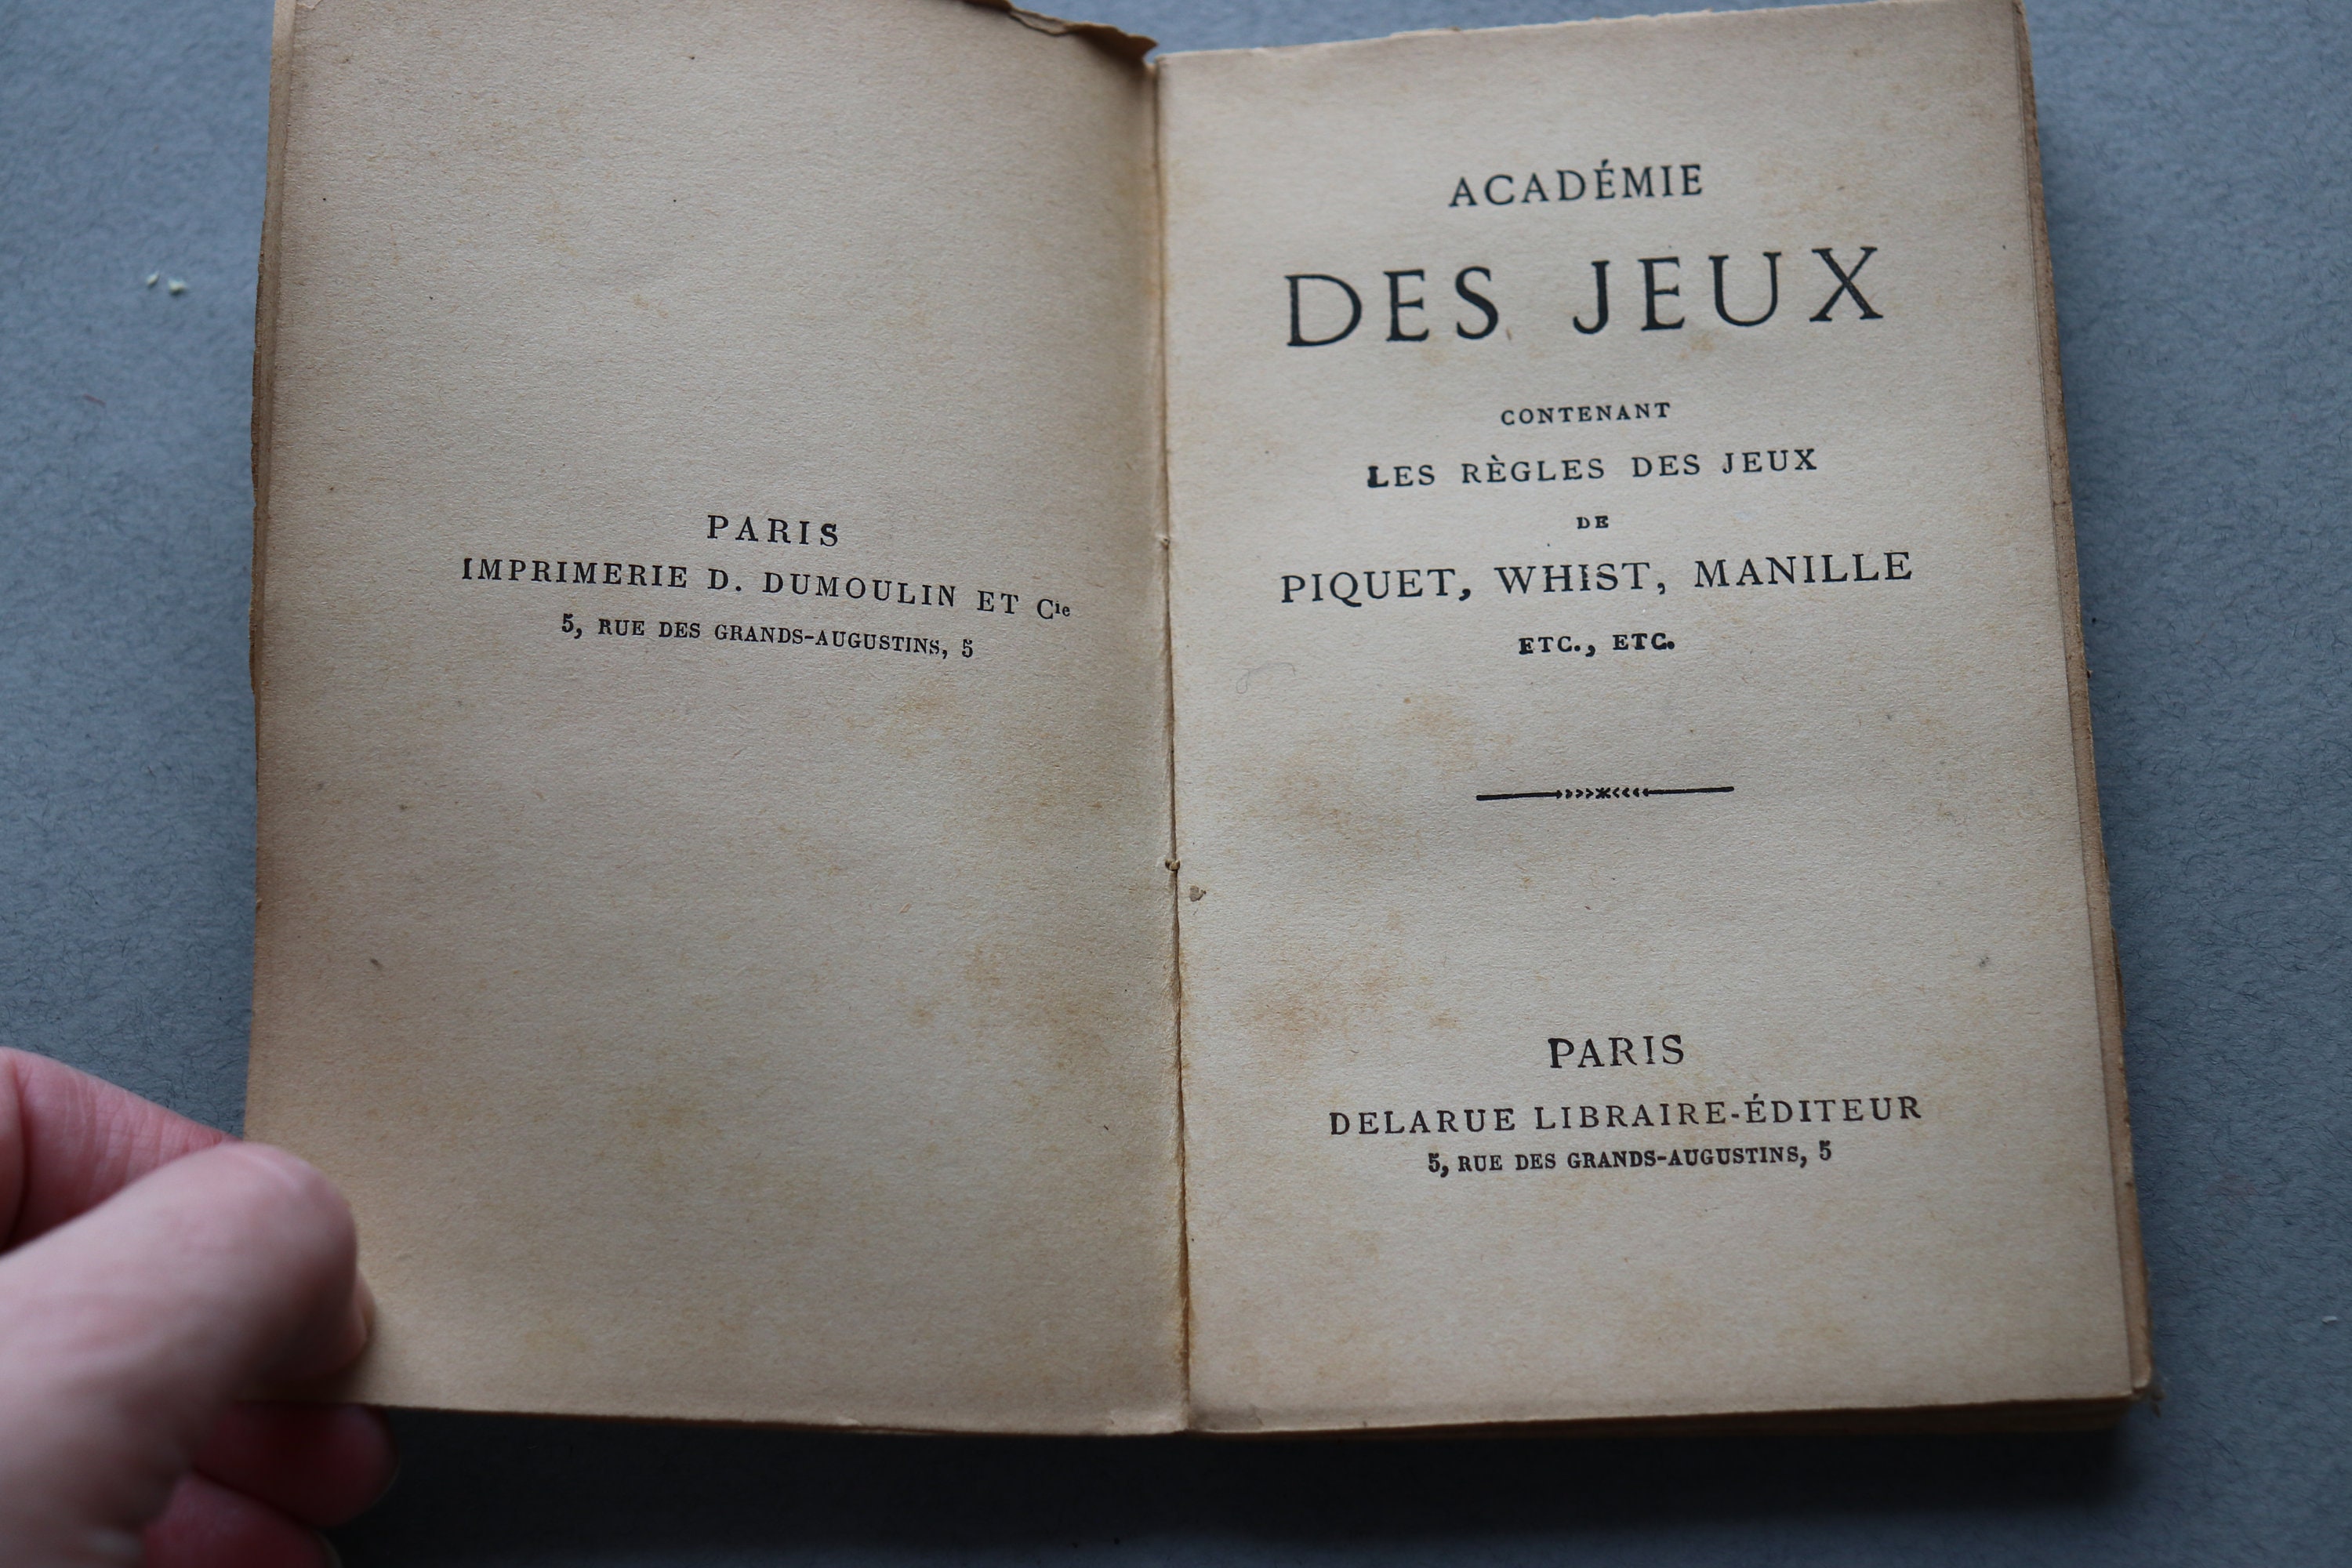 PARIS
IMPRIMERIE D. DUMOULIN ET Cie
5, RUE DES GRANDS-AUGUSTINS, 5
ACADÉMIE
DES JEUX
CONTENANT
LES RÈGLES DES JEUX
DE
PIQUET, WHIST, MANILLE
ETC., ETC.
PARIS
DELARUE LIBRAIRE-ÉDITEUR
5, RUE DES GRANDS-AUGUSTINS, 5